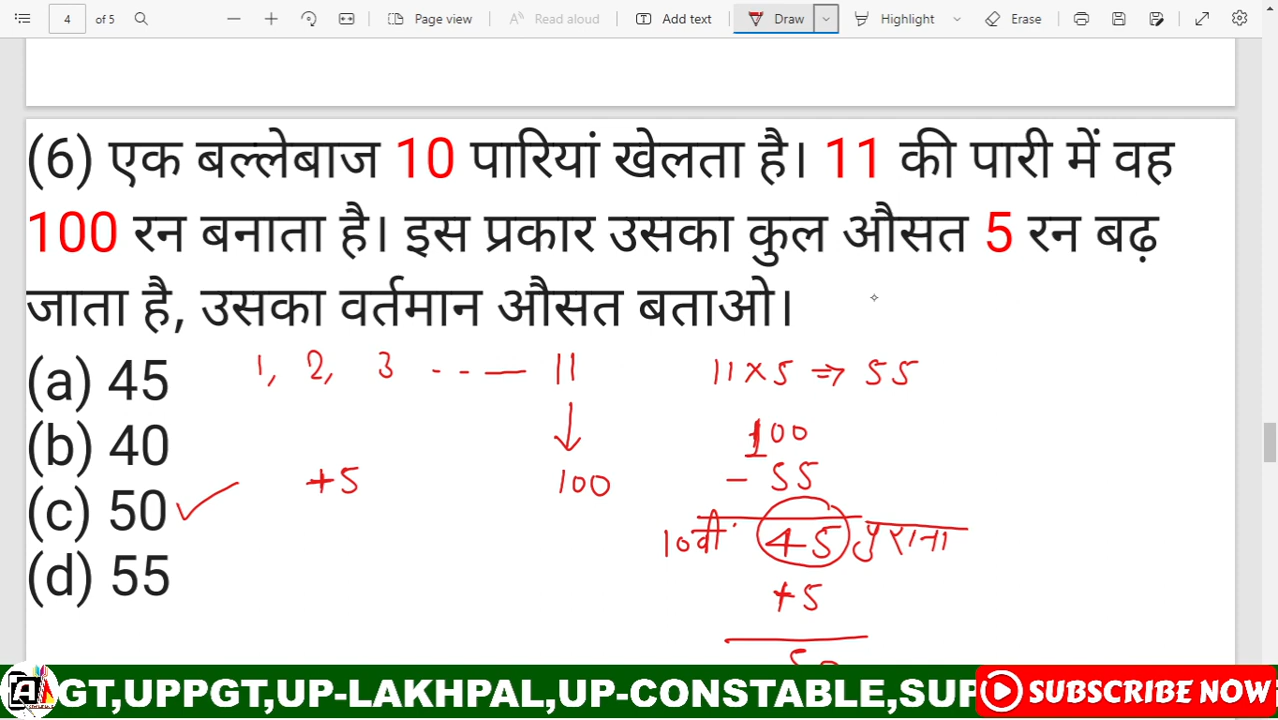 4 of 5 Page view Read aloud Add text Draw Highlight Erase
(6) एक बल्लेबाज 10 पारियां खेलता है। 11 की पारी में वह
100 रन बनाता है। इस प्रकार उसका कुल औसत 5 रन बढ़
जाता है, उसका वर्तमान औसत बताओ।
(a) 45
(b) 40
(c) 50
(d) 55
1, 2, 3 ----- 11
+5
100
11 × 5 ⇒ 55
100
- 55
10वी 45 पुराना
+5
50
GT,UPPGT,UP-LAKHPAL,UP-CONSTABLE,SUP
SUBSCRIBE NOW